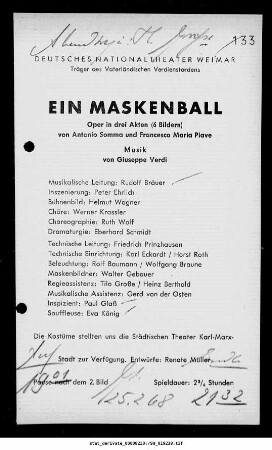 133
DEUTSCHES NATIONALTHEATER WEIMAR
Träger des Vaterländischen Verdienstordens
EIN MASKENBALL
Oper in drei Akten (6 Bildern)
von Antonio Somma und Francesco Maria Piave
Musik
von Giuseppe Verdi
Musikalische Leitung: Rudolf Bräuer
Inszenierung: Peter Ehrlich
Bühnenbild: Helmut Wagner
Chöre: Werner Krassler
Choreographie: Ruth Wolf
Dramaturgie: Eberhard Schmidt
Technische Leitung: Friedrich Prinzhausen
Technische Einrichtung: Karl Eckardt / Horst Roth
Beleuchtung: Rolf Baumann / Wolfgang Braune
Maskenbildner: Walter Gebauer
Regieassistenz: Tilo Große / Heinz Berthold
Musikalische Assistenz: Gerd van der Osten
Inspizient: Paul Glaß
Souffleuse: Eva König
Die Kostüme stellten uns die Städtischen Theater Karl-Marx-
Stadt zur Verfügung. Entwürfe: Renate Müller
Pause nach dem 2. Bild Spieldauer: 2¾ Stunden
1901 25.2.68 2132